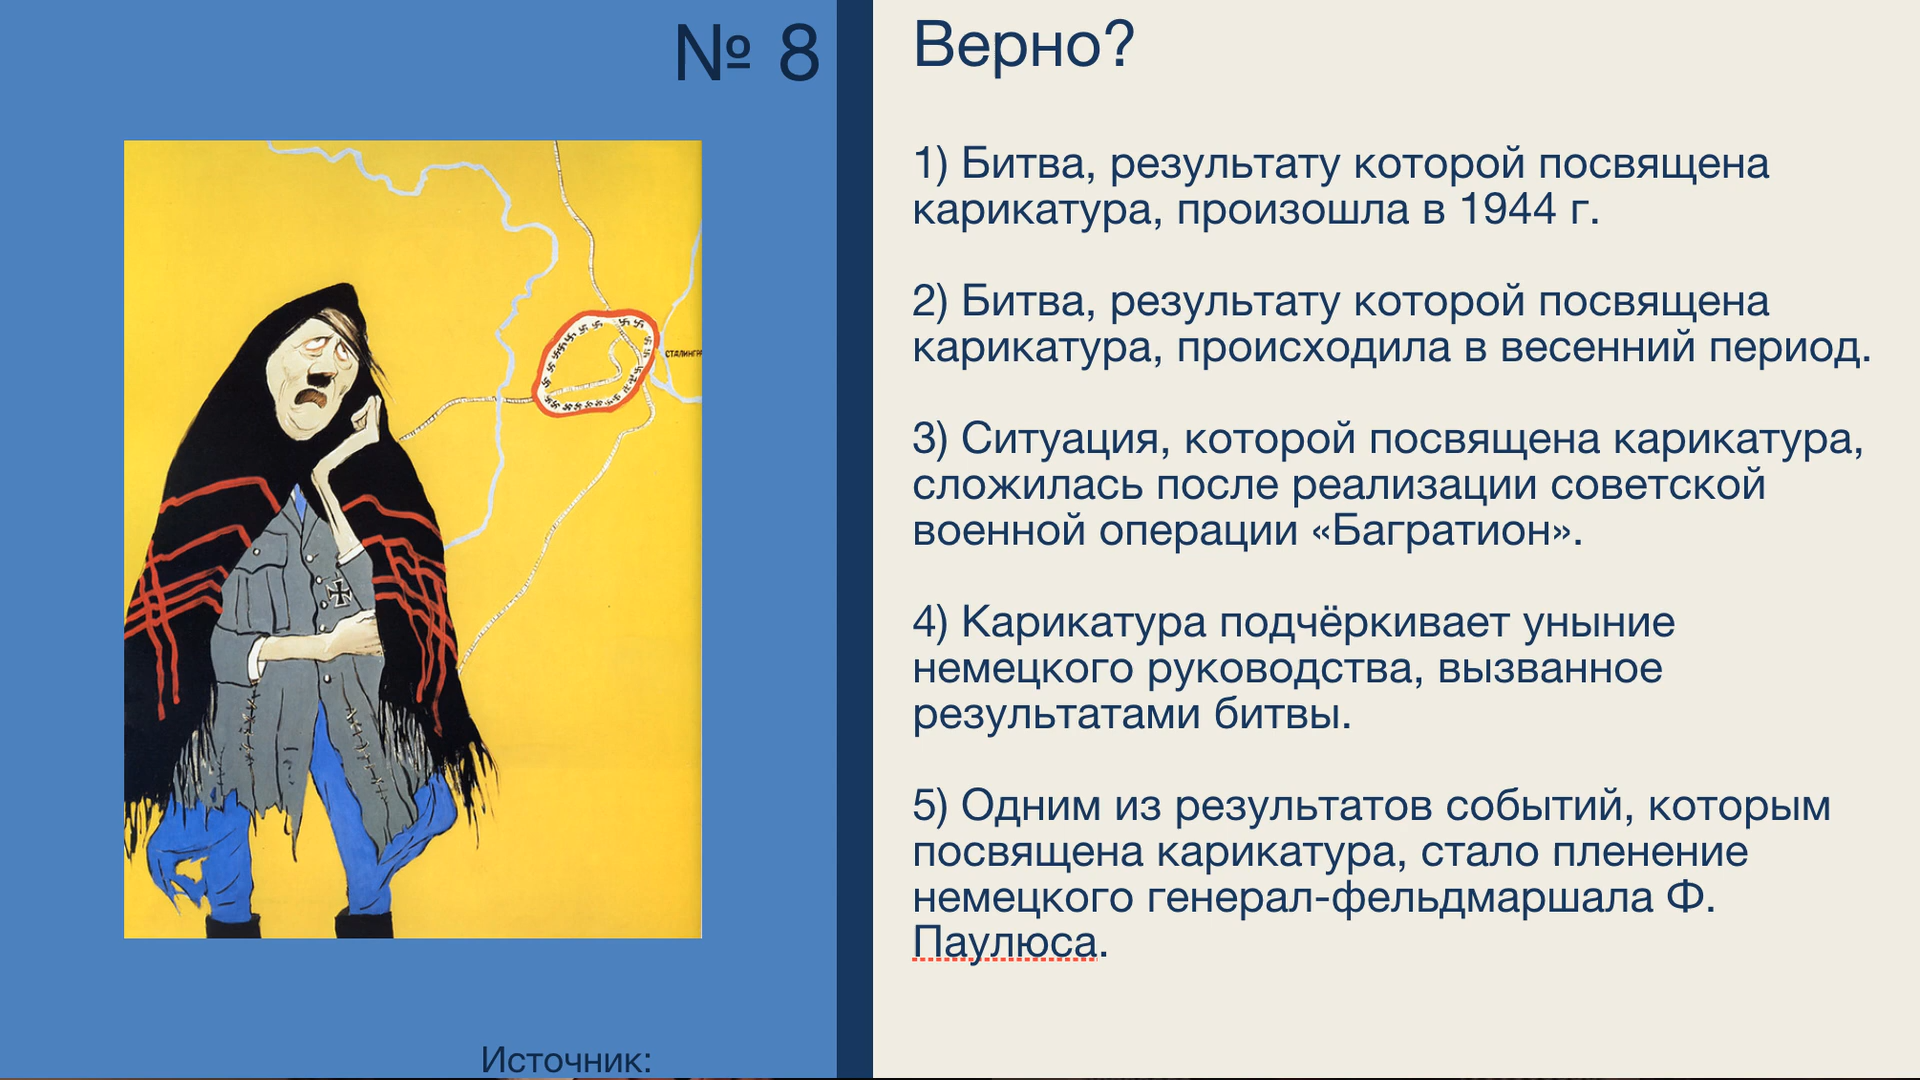 № 8
СТАЛИНГР
Источник:
Верно?
1) Битва, результату которой посвящена
карикатура, произошла в 1944 г.
2) Битва, результату которой посвящена
карикатура, происходила в весенний период.
3) Ситуация, которой посвящена карикатура,
сложилась после реализации советской
военной операции «Багратион».
4) Карикатура подчёркивает уныние
немецкого руководства, вызванное
результатами битвы.
5) Одним из результатов событий, которым
посвящена карикатура, стало пленение
немецкого генерал-фельдмаршала Ф.
Паулюса.